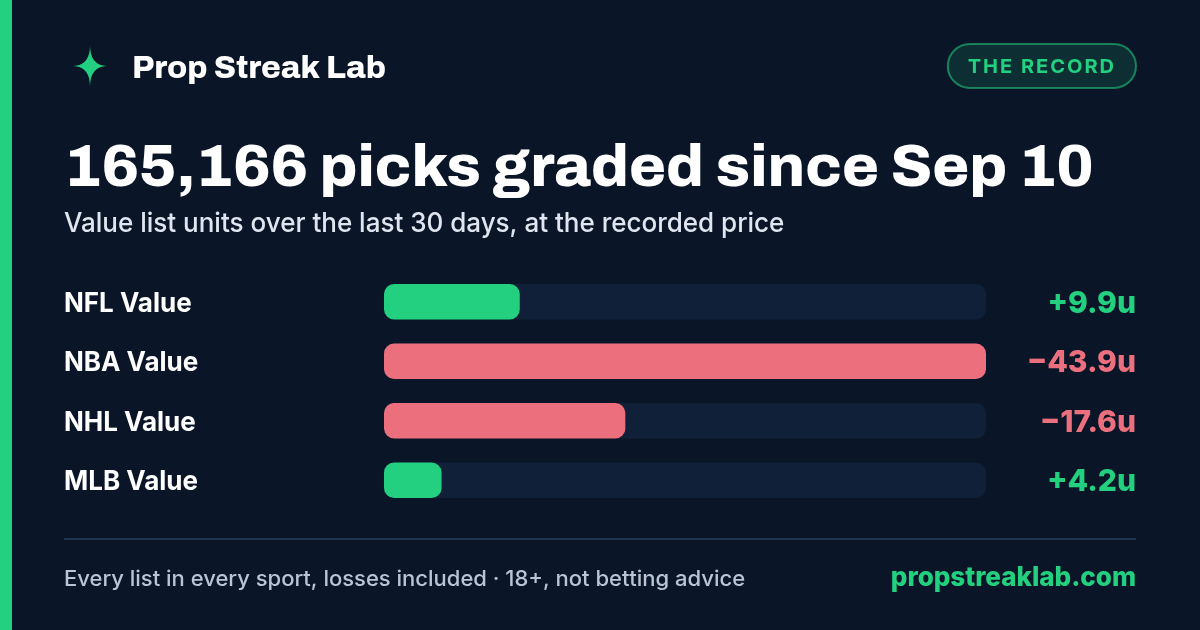 Prop Streak Lab
THE RECORD
165,166 picks graded since Sep 10
Value list units over the last 30 days, at the recorded price
NFL Value +9.9u
NBA Value −43.9u
NHL Value −17.6u
MLB Value +4.2u
Every list in every sport, losses included · 18+, not betting advice
propstreaklab.com